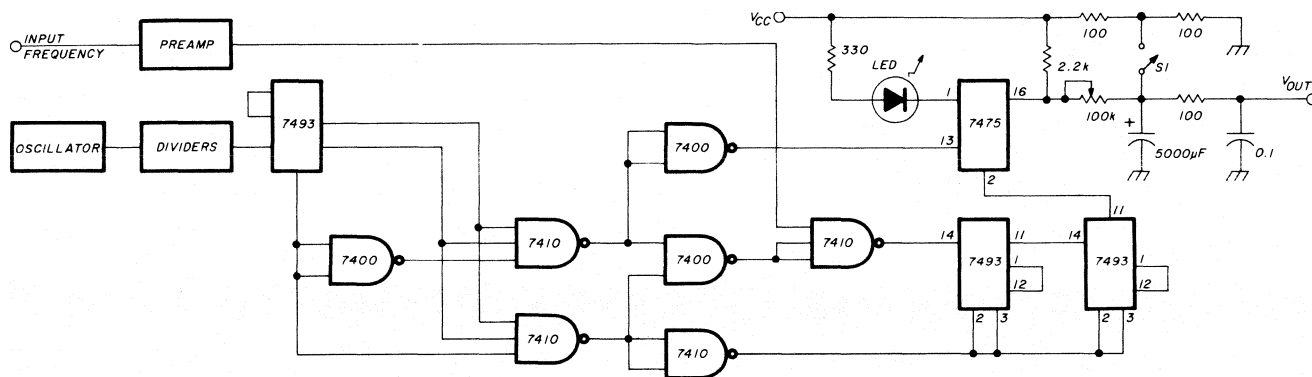 INPUT
FREQUENCY
PREAMP
OSCILLATOR
DIVIDERS
7493
7400
7410
7410
7400
7400
7410
7410
VCC
330
LED
1
13
7475
16
2
2.2k
100
100
S1
100k
100
+
5000µF
0.1
VOUT
14
7493
11
1
12
2
3
11
14
7493
1
12
2
3